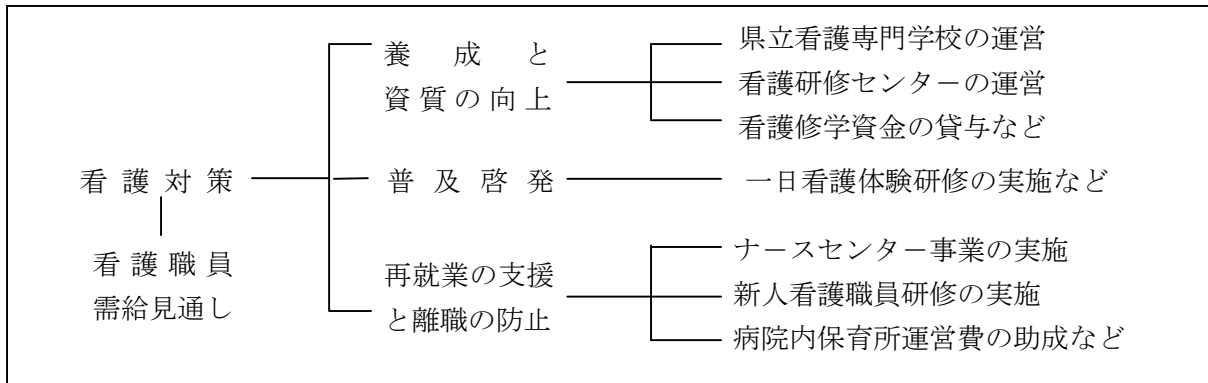 養成と
資質の向上
県立看護専門学校の運営
看護研修センターの運営
看護修学資金の貸与など
看護対策
普及啓発
一日看護体験研修の実施など
看護職員
需給見通し
再就業の支援
と離職の防止
ナースセンター事業の実施
新人看護職員研修の実施
病院内保育所運営費の助成など